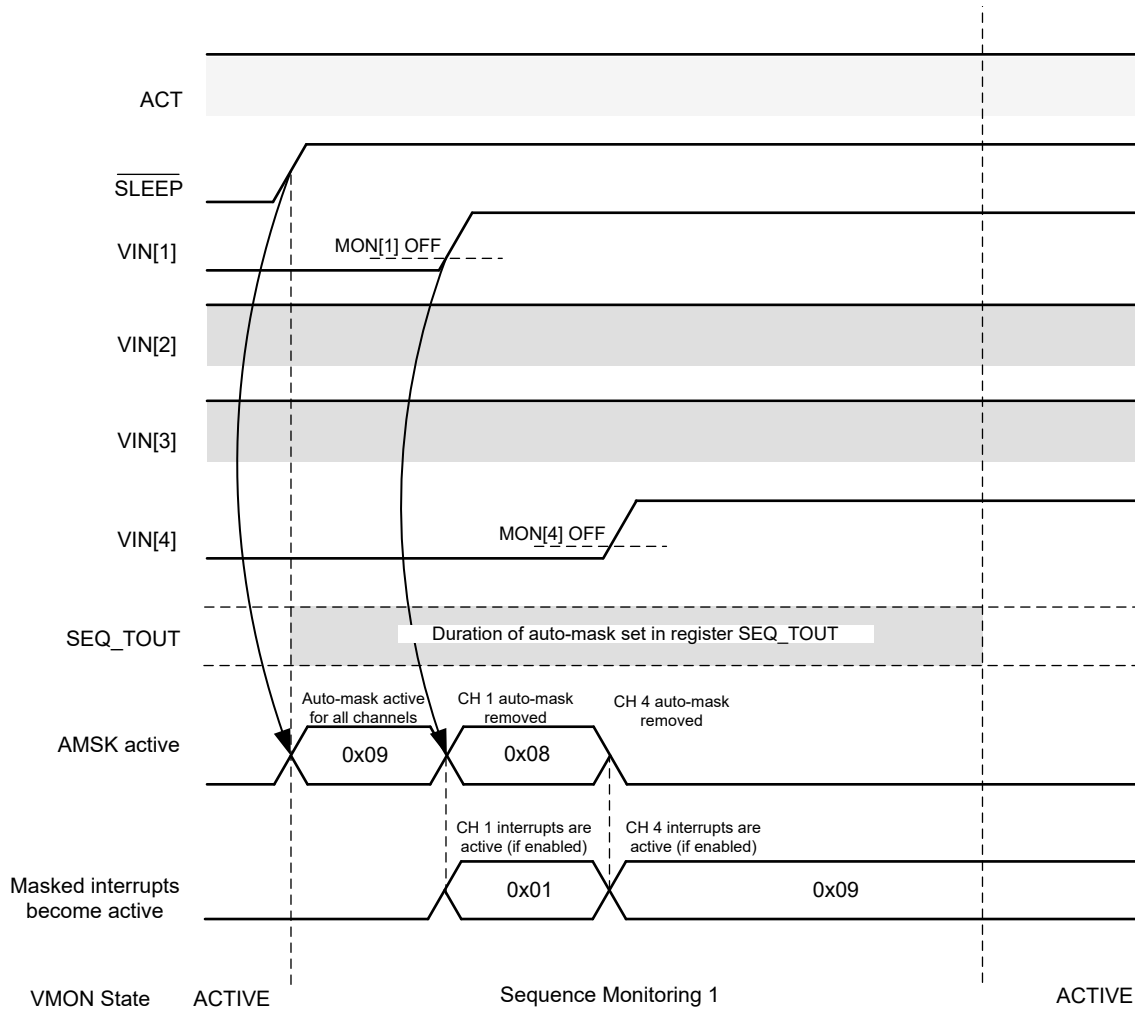 ACT
SLEEP
MON[1] OFF
VIN[1]
VIN[2]
VIN[3]
MON[4] OFF
VIN[4]
SEQ_TOUT
Duration of auto-mask set in register SEQ_TOUT
Auto-mask active
for all channels
CH 1 auto-mask
removed
CH 4 auto-mask
removed
AMSK active
0x09
0x08
CH 1 interrupts are
active (if enabled)
CH 4 interrupts are
active (if enabled)
Masked interrupts
become active
0x01
0x09
VMON State
ACTIVE
Sequence Monitoring 1
ACTIVE